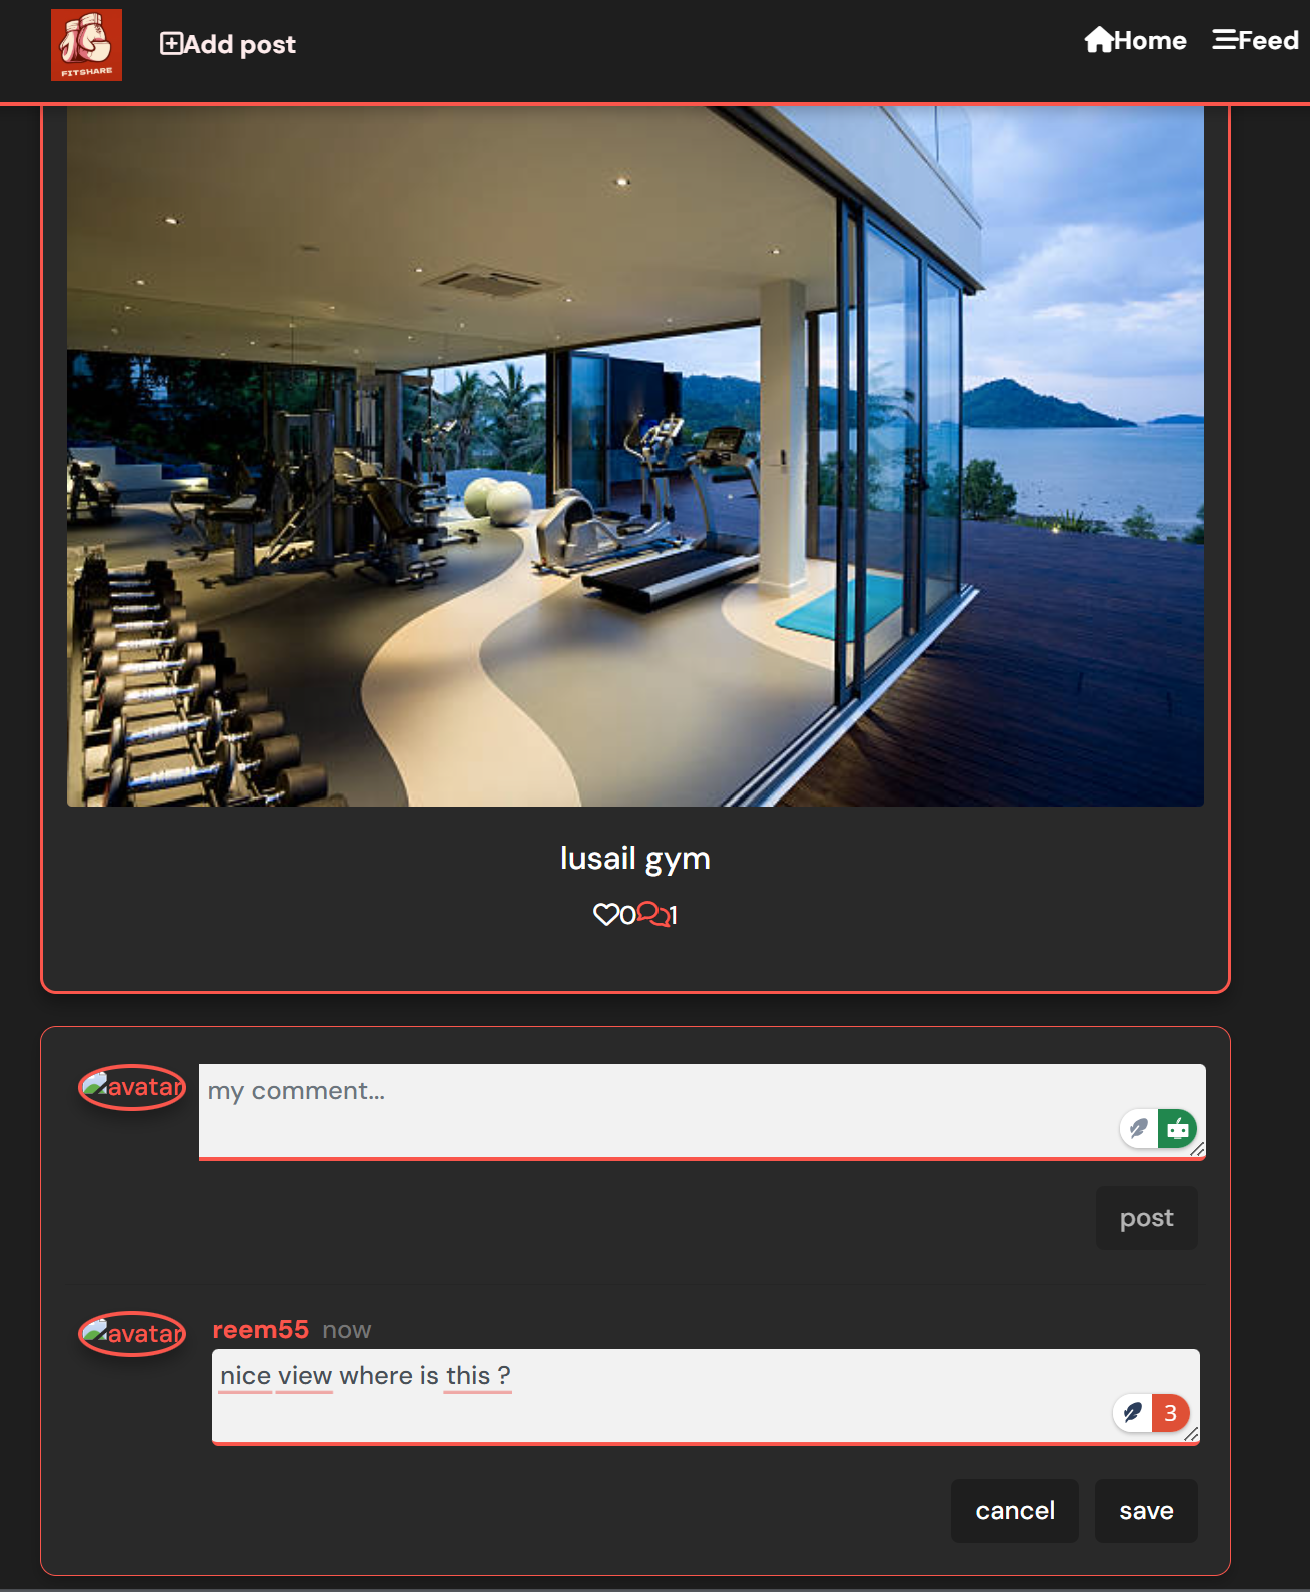 FITSHARE
Add post
Home
Feed
lusail gym
0 1
avatar
my comment...
post
avatar
reem55 now
nice view where is this ?
3
cancel
save